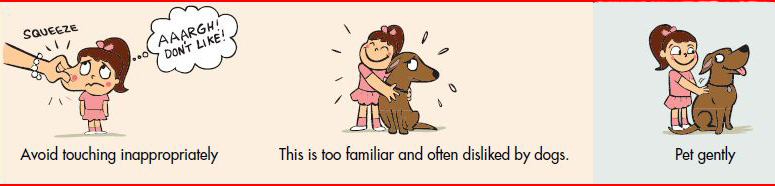 SQUEEZE
AAARGH!
DON'T LIKE!
Avoid touching inappropriately
This is too familiar and often disliked by dogs.
Pet gently